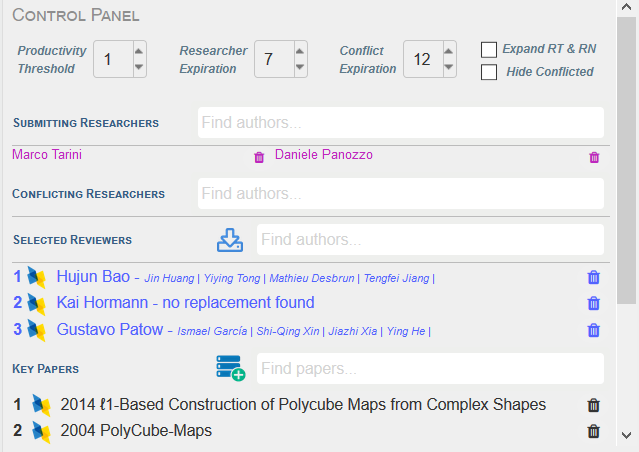 Control Panel
Productivity Threshold 1 Researcher Expiration 7 Conflict Expiration 12 Expand RT & RN
Hide Conflicted
Submitting Researchers Find authors...
Marco Tarini Daniele Panozzo
Conflicting Researchers Find authors...
Selected Reviewers Find authors...
1 Hujun Bao - Jin Huang | Yiying Tong | Mathieu Desbrun | Tengfei Jiang |
2 Kai Hormann - no replacement found
3 Gustavo Patow - Ismael García | Shi-Qing Xin | Jiazhi Xia | Ying He |
Key Papers Find papers...
1 2014 ℓ1-Based Construction of Polycube Maps from Complex Shapes
2 2004 PolyCube-Maps